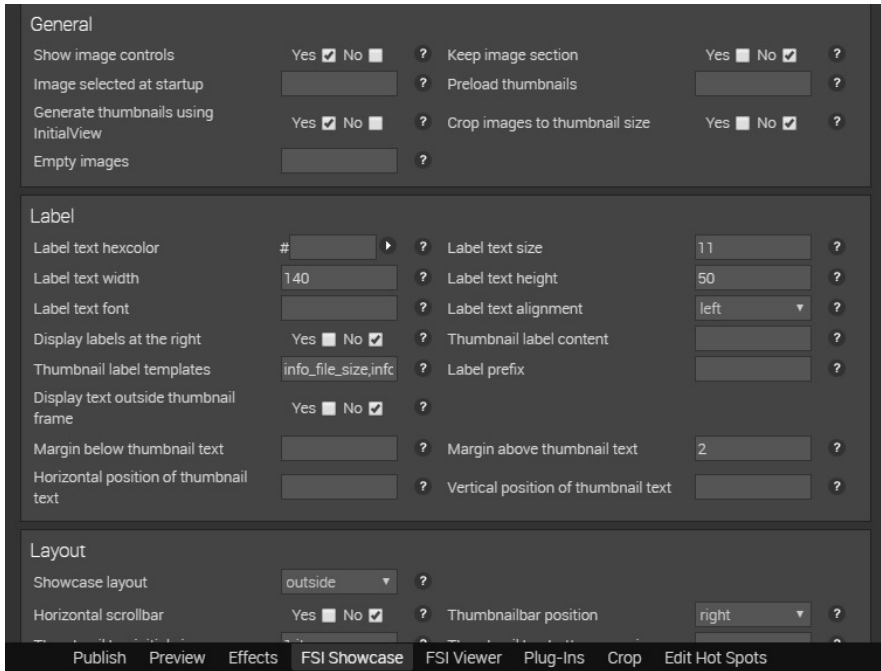 General
Show image controls Yes No ? Keep image section Yes No ?
Image selected at startup ? Preload thumbnails ?
Generate thumbnails using
InitialView Yes No ? Crop images to thumbnail size Yes No ?
Empty images ?
Label
Label text hexcolor # ? Label text size 11 ?
Label text width 140 ? Label text height 50 ?
Label text font ? Label text alignment left ?
Display labels at the right Yes No ? Thumbnail label content ?
Thumbnail label templates info_file_size,infc ? Label prefix ?
Display text outside thumbnail
frame Yes No ?
Margin below thumbnail text ? Margin above thumbnail text 2 ?
Horizontal position of thumbnail
text ? Vertical position of thumbnail text ?
Layout
Showcase layout outside ?
Horizontal scrollbar Yes No ? Thumbnailbar position right ?
Publish Preview Effects FSI Showcase FSI Viewer Plug-Ins Crop Edit Hot Spots